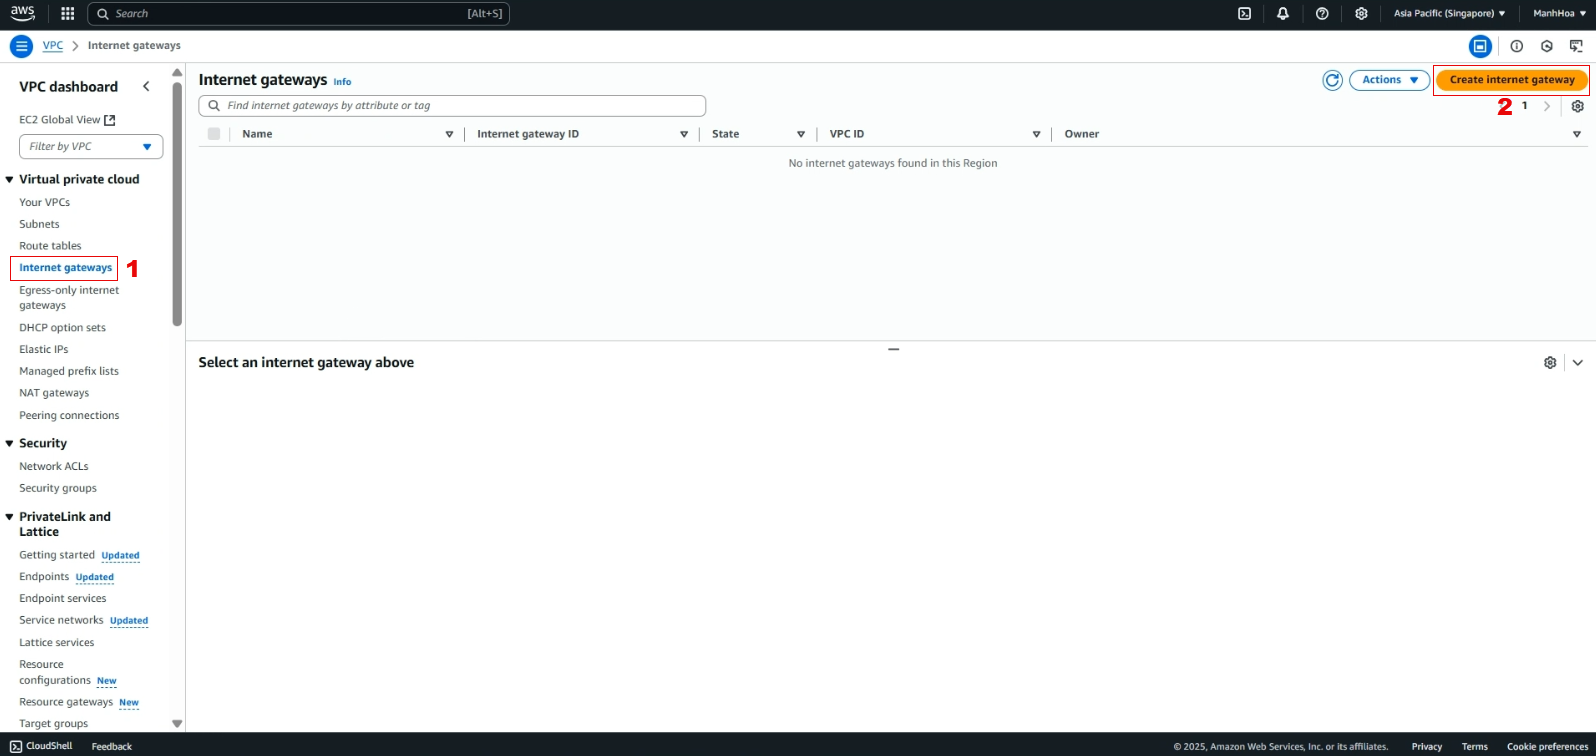 aws
Search
[Alt+S]
Asia Pacific (Singapore)
ManhHoa
VPC
Internet gateways
VPC dashboard
EC2 Global View
Filter by VPC
Virtual private cloud
Your VPCs
Subnets
Route tables
Internet gateways
1
Egress-only internet
gateways
DHCP option sets
Elastic IPs
Managed prefix lists
NAT gateways
Peering connections
Security
Network ACLs
Security groups
PrivateLink and
Lattice
Getting started Updated
Endpoints Updated
Endpoint services
Service networks Updated
Lattice services
Resource
configurations New
Resource gateways New
Target groups
Internet gateways Info
Actions
Create internet gateway
Find internet gateways by attribute or tag
2
1
Name
Internet gateway ID
State
VPC ID
Owner
No internet gateways found in this Region
Select an internet gateway above
CloudShell
Feedback
© 2025, Amazon Web Services, Inc. or its affiliates.
Privacy
Terms
Cookie preferences